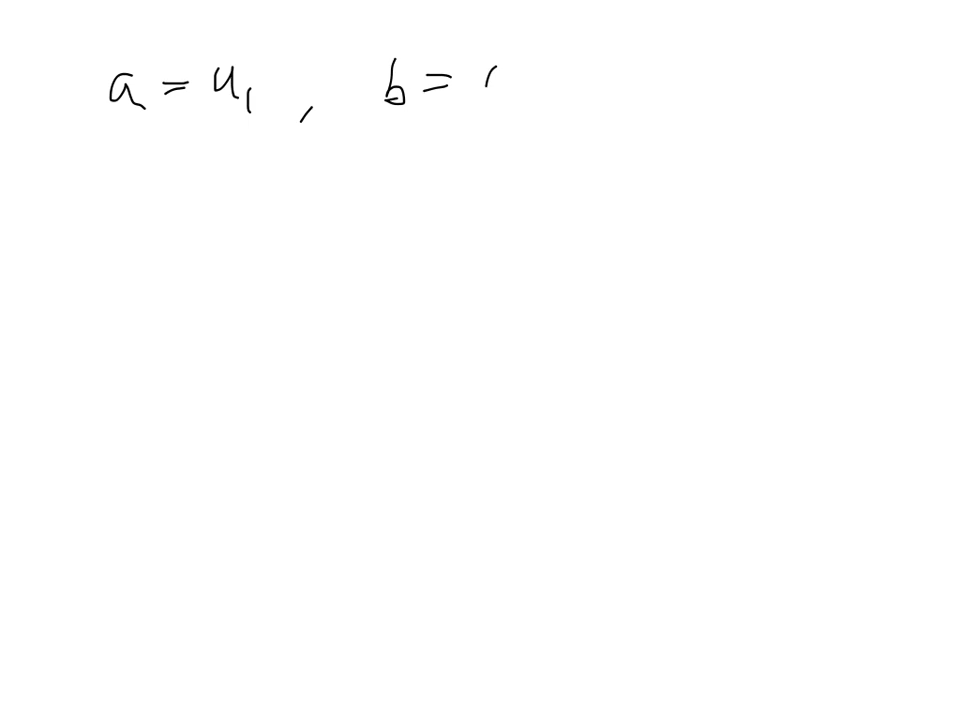 a = u₁ , b =